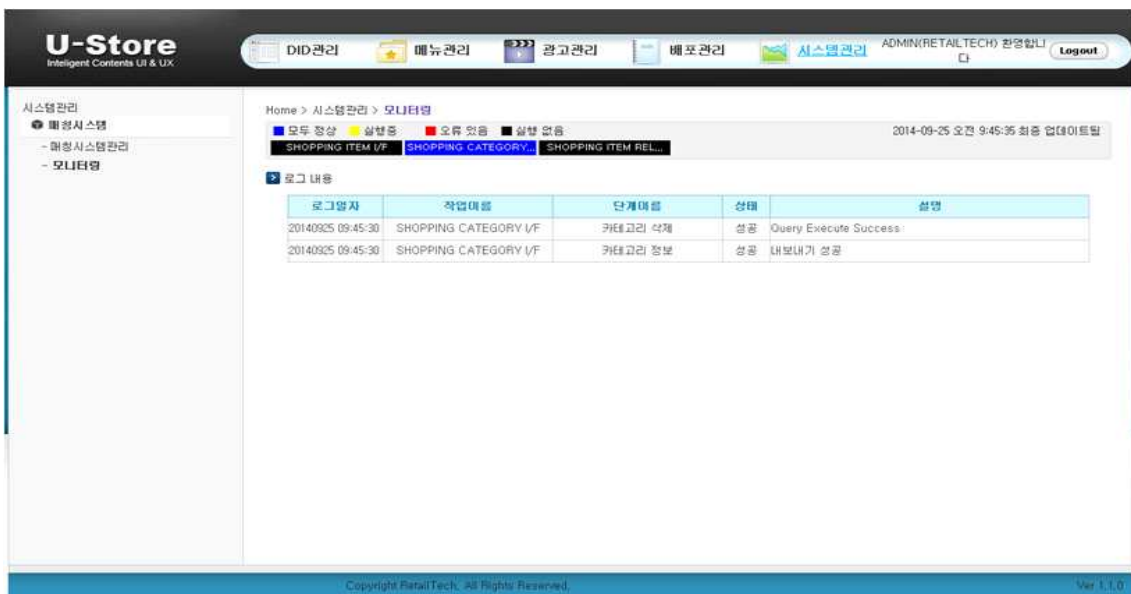 U-Store
Inteligent Contents UI & UX
DID관리
메뉴관리
광고관리
배포관리
시스템관리
ADMIN(RETAILTECH) 환영합니
다
Logout
시스템관리
매청시스템
- 매청시스템관리
- 모니터링
Home > 시스템관리 > 모니터링
모두 정상 실행중 오류 있음 실행 없음
2014-09-25 오전 9:45:35 최종 업데이트됨
SHOPPING ITEM I/F SHOPPING CATEGORY... SHOPPING ITEM REL...
로그 내용
로그일자 작업이름 단계이름 상태 설명
20140925 09:45:30 SHOPPING CATEGORY I/F 카테고리 삭제 성공 Query Execute Success
20140925 09:45:30 SHOPPING CATEGORY I/F 카테고리 정보 성공 내보내기 성공
Copyright RetailTech, All Rights Reserved,
Ver 1.1.0